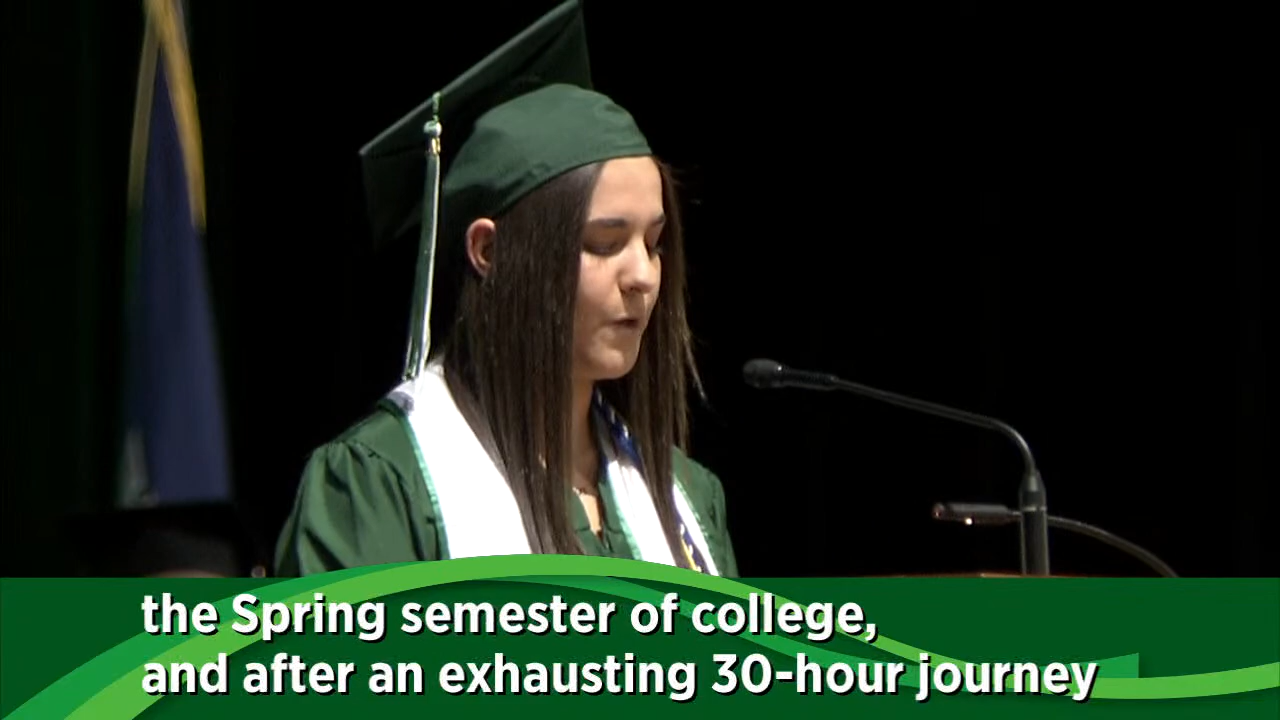 the Spring semester of college,
and after an exhausting 30-hour journey